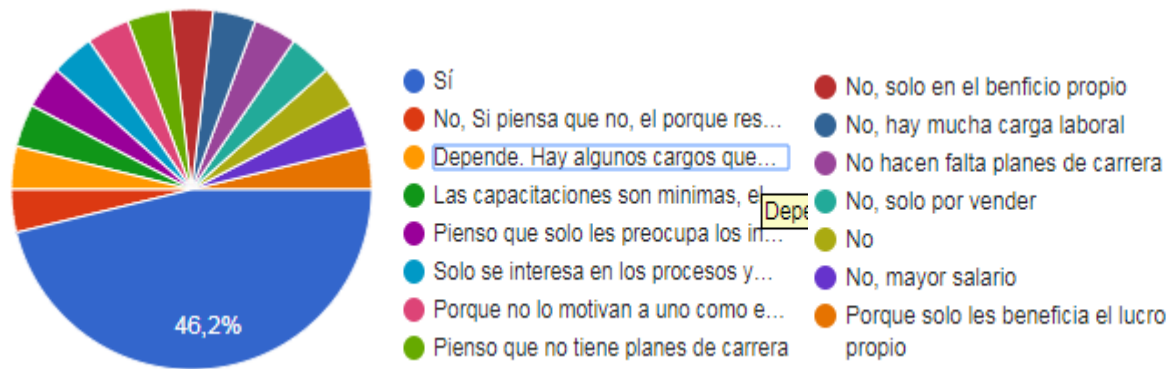 46,2%
Sí
No, Si piensa que no, el porque res...
Depende. Hay algunos cargos que...
Las capacitaciones son minimas, el
Pienso que solo les preocupa los in...
Solo se interesa en los procesos y...
Porque no lo motivan a uno como e...
Pienso que no tiene planes de carrera
Depe
No, solo en el benficio propio
No, hay mucha carga laboral
No hacen falta planes de carrera
No, solo por vender
No
No, mayor salario
Porque solo les beneficia el lucro
propio